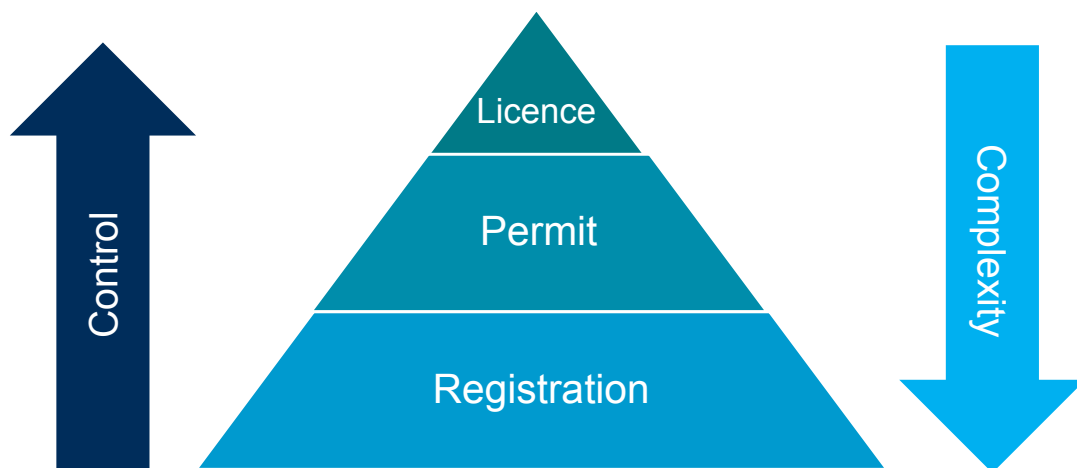 Licence
Permit
Registration
Control
Complexity